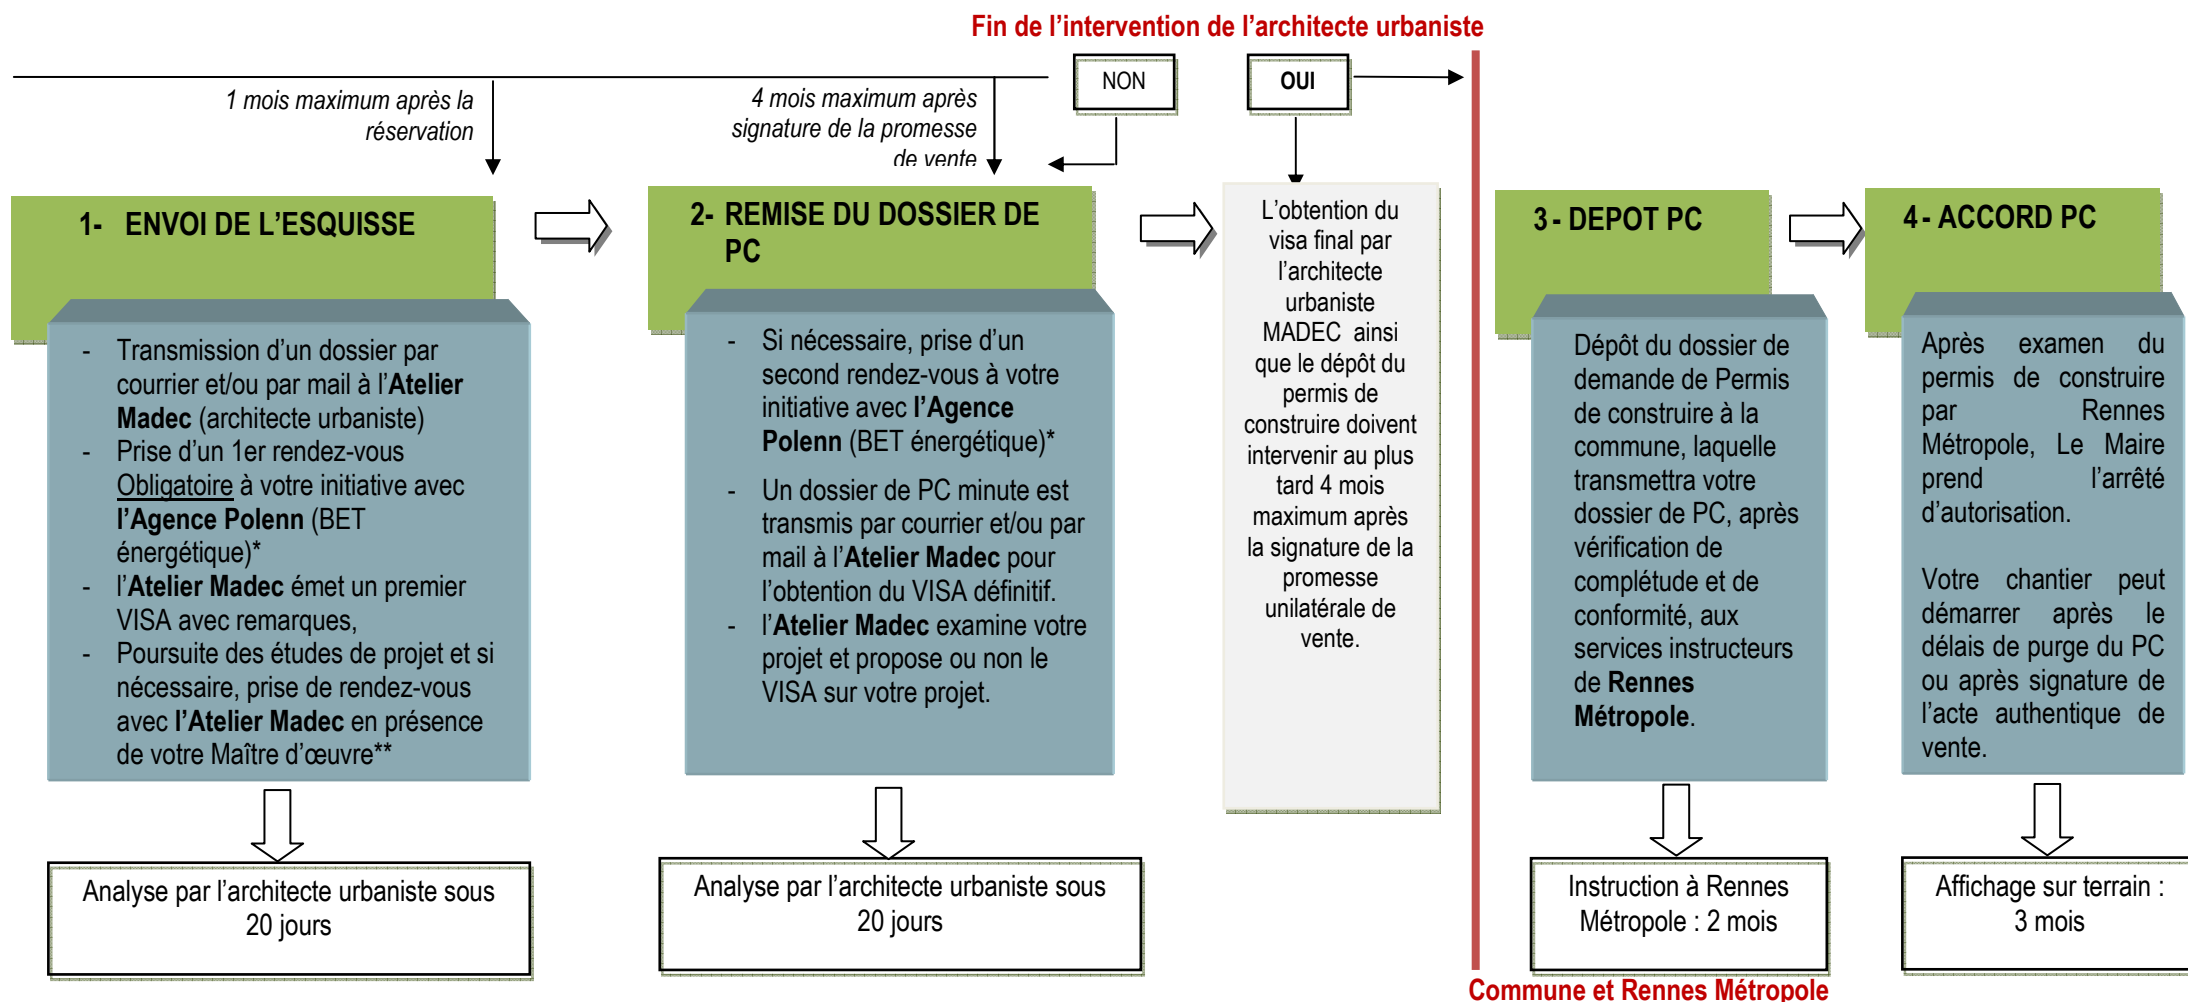 Fin de l'intervention de l'architecte urbaniste
NON
OUI
1 mois maximum après la
réservation
4 mois maximum après
signature de la promesse
de vente
1- ENVOI DE L'ESQUISSE
- Transmission d'un dossier par
courrier et/ou par mail à l'Atelier
Madec (architecte urbaniste)
- Prise d'un 1er rendez-vous
Obligatoire à votre initiative avec
l'Agence Polenn (BET
énergétique)*
- l'Atelier Madec émet un premier
VISA avec remarques,
- Poursuite des études de projet et si
nécessaire, prise de rendez-vous
avec l'Atelier Madec en présence
de votre Maître d'œuvre**
Analyse par l'architecte urbaniste sous
20 jours
2- REMISE DU DOSSIER DE
PC
- Si nécessaire, prise d'un
second rendez-vous à votre
initiative avec l'Agence
Polenn (BET énergétique)*
- Un dossier de PC minute est
transmis par courrier et/ou par
mail à l'Atelier Madec pour
l'obtention du VISA définitif.
- l'Atelier Madec examine votre
projet et propose ou non le
VISA sur votre projet.
Analyse par l'architecte urbaniste sous
20 jours
L'obtention du
visa final par
l'architecte
urbaniste
MADEC ainsi
que le dépôt du
permis de
construire doivent
intervenir au plus
tard 4 mois
maximum après
la signature de la
promesse
unilatérale de
vente.
3 - DEPOT PC
Dépôt du dossier de
demande de Permis
de construire à la
commune, laquelle
transmettra votre
dossier de PC, après
vérification de
complétude et de
conformité, aux
services instructeurs
de Rennes
Métropole.
Instruction à Rennes
Métropole : 2 mois
4 - ACCORD PC
Après examen du
permis de construire
par Rennes
Métropole, Le Maire
prend l'arrêté
d'autorisation.
Votre chantier peut
démarrer après le
délais de purge du PC
ou après signature de
l'acte authentique de
vente.
Affichage sur terrain :
3 mois
Commune et Rennes Métropole